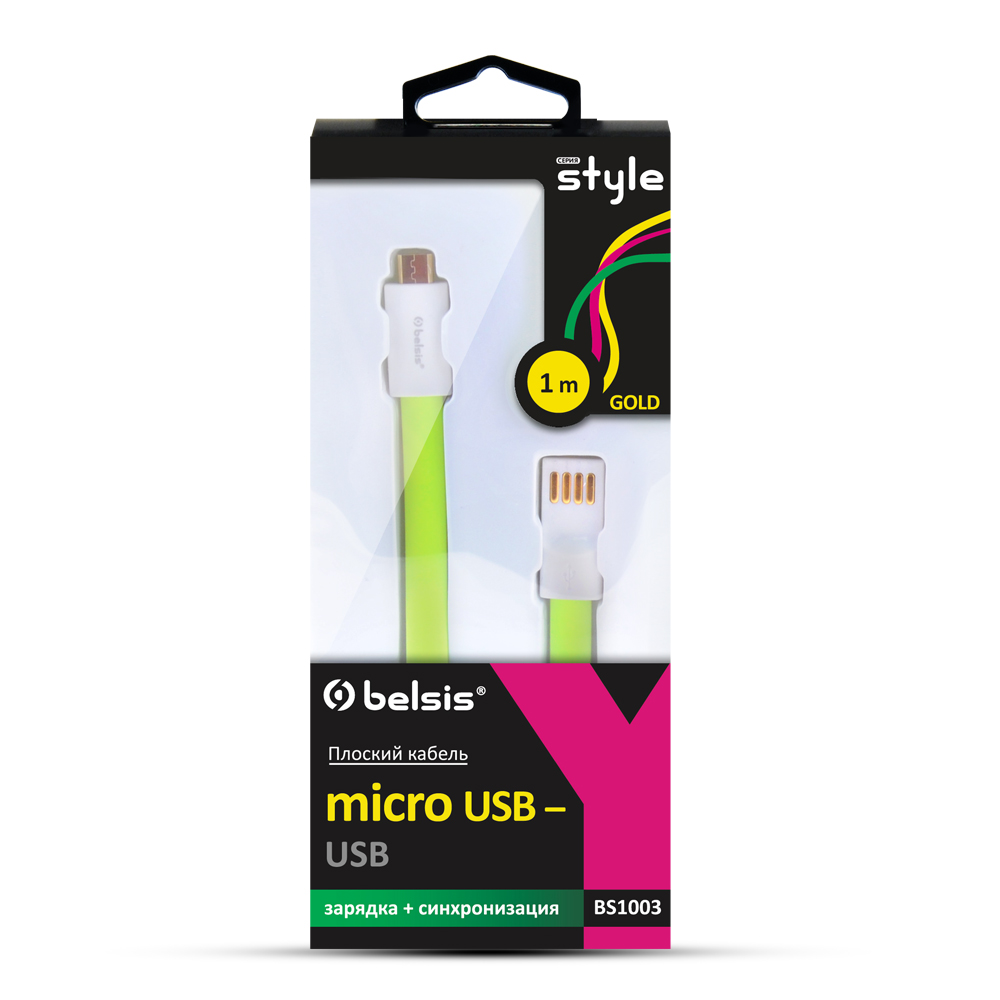 СЕРИЯ
style
belsis®
1 m
GOLD
belsis®
Плоский кабель
micro USB –
USB
зарядка + синхронизация
BS1003